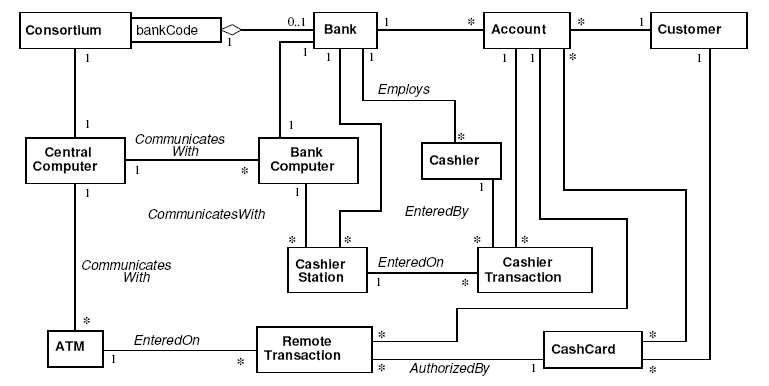 0..1
1
*
*
1
Consortium
bankCode
Bank
Account
Customer
1
1
1
1
1
1
1
*
1
Employs
1
1
Communicates
With
*
Central
Computer
Bank
Computer
Cashier
1
*
1
1
1
CommunicatesWith
EnteredBy
*
*
*
*
Communicates
With
Cashier
Station
EnteredOn
Cashier
Transaction
1
*
*
*
*
ATM
EnteredOn
Remote
Transaction
CashCard
1
*
*
AuthorizedBy
1
*